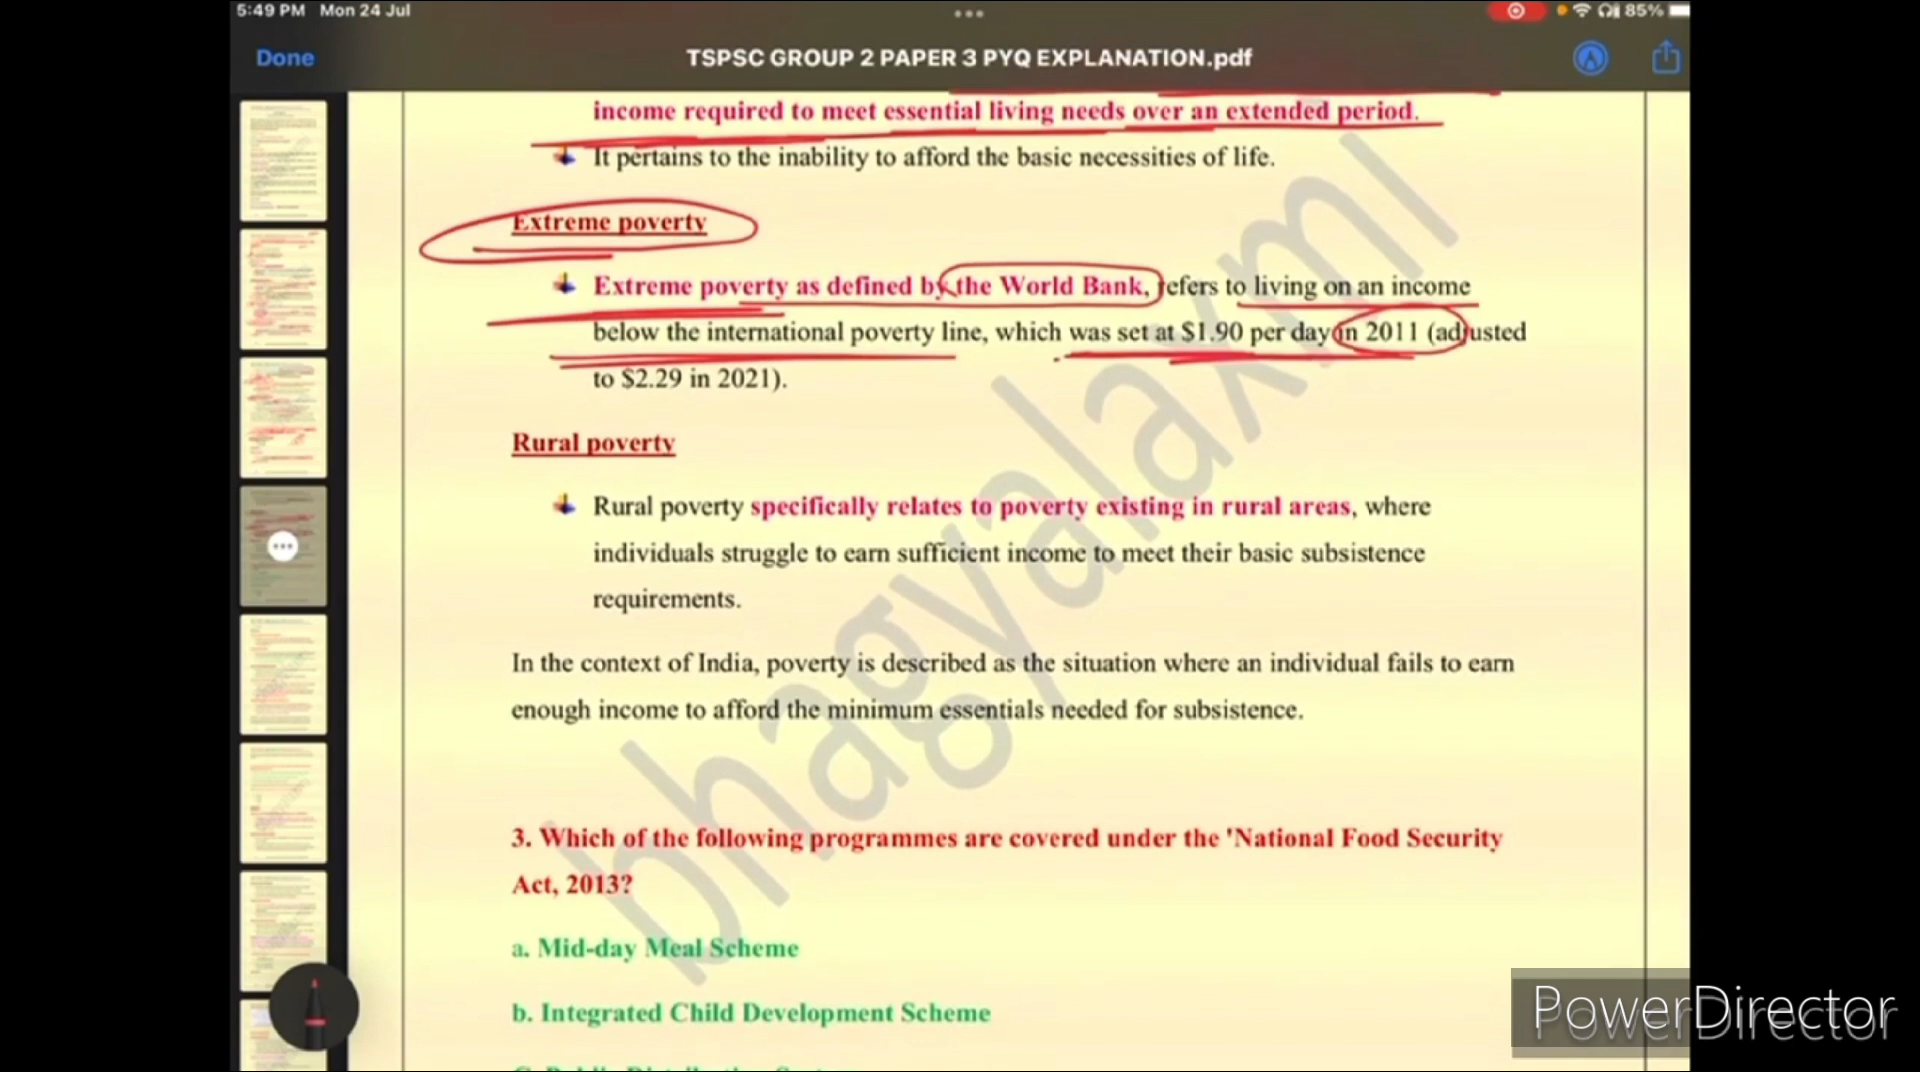 5:49 PM Mon 24 Jul
85%
Done
TSPSC GROUP 2 PAPER 3 PYQ EXPLANATION.pdf
income required to meet essential living needs over an extended period.
It pertains to the inability to afford the basic necessities of life.
Extreme poverty
Extreme poverty as defined by the World Bank, refers to living on an income
below the international poverty line, which was set at $1.90 per day in 2011 (adjusted
to $2.29 in 2021).
Rural poverty
Rural poverty specifically relates to poverty existing in rural areas, where
individuals struggle to earn sufficient income to meet their basic subsistence
requirements.
In the context of India, poverty is described as the situation where an individual fails to earn
enough income to afford the minimum essentials needed for subsistence.
3. Which of the following programmes are covered under the 'National Food Security
Act, 2013?
a. Mid-day Meal Scheme
b. Integrated Child Development Scheme
bhagyalaxmi
PowerDirector